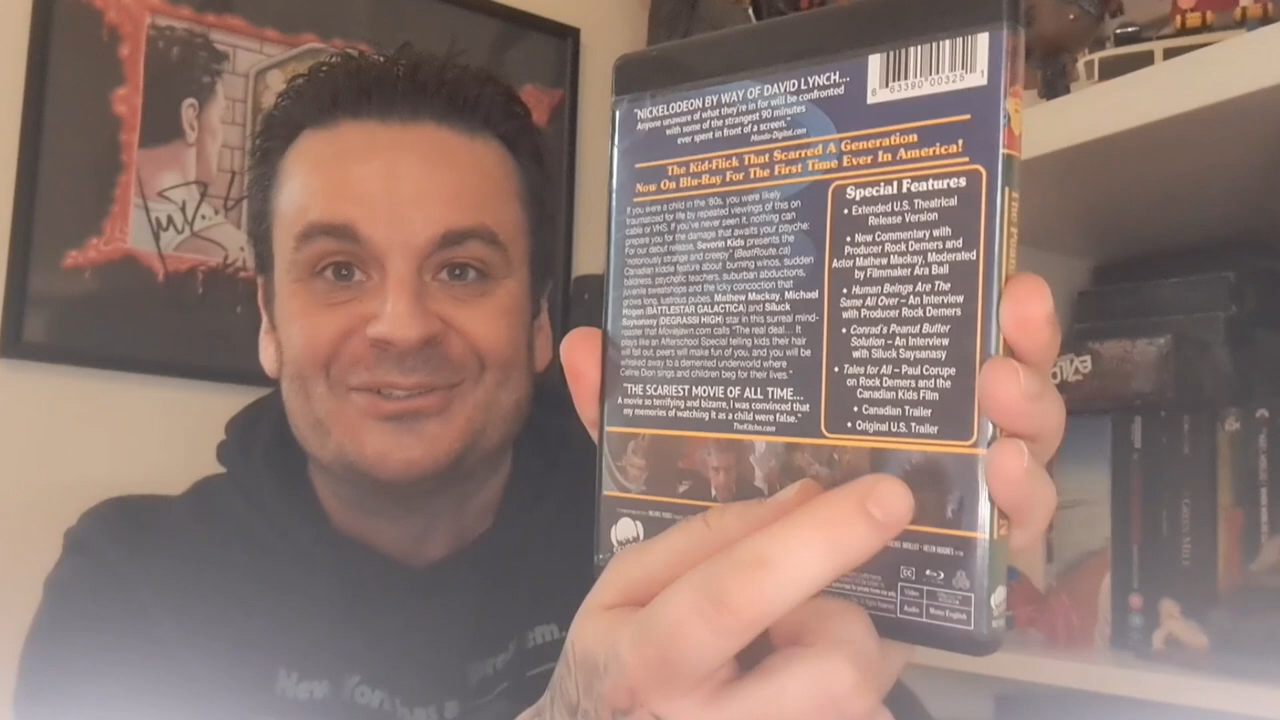 "NICKELODEON BY WAY OF DAVID LYNCH...
Anyone unaware of what they're in for will be confronted
with some of the strangest 90 minutes
ever spent in front of a screen."
Mondo-Digital.com
6 63390 00325 1
The Kid-Flick That Scarred A Generation
Now On Blu-Ray For The First Time Ever In America!
If you were a child in the '80s, you were likely
traumatized for life by repeated viewings of this on
cable or VHS. If you've never seen it, nothing can
prepare you for the damage that awaits your psyche:
For our debut release, Severin Kids presents the
"notoriously strange and creepy" (BeatRoute.ca)
Canadian kiddie feature about burning winos, sudden
baldness, psychotic teachers, suburban abductions,
juvenile sweatshops and the icky concoction that
grows long, lustrous pubes. Mathew Mackay, Michael
Hogan (BATTLESTAR GALACTICA) and Siluck
Saysanasy (DEGRASSI HIGH) star in this surreal mind-
roaster that Moviejawn.com calls "The real deal... It
plays like an Afterschool Special telling kids their hair
will fall out, peers will make fun of you, and you will be
whisked away to a demented underworld where
Celine Dion sings and children beg for their lives."
"THE SCARIEST MOVIE OF ALL TIME...
A movie so terrifying and bizarre, I was convinced that
my memories of watching it as a child were false."
TheKitchn.com
Special Features
• Extended U.S. Theatrical
Release Version
• New Commentary with
Producer Rock Demers and
Actor Mathew Mackay, Moderated
by Filmmaker Ara Ball
• Human Beings Are The
Same All Over – An Interview
with Producer Rock Demers
• Conrad's Peanut Butter
Solution – An Interview
with Siluck Saysanasy
• Tales for All – Paul Corupe
on Rock Demers and the
Canadian Kids Film
• Canadian Trailer
• Original U.S. Trailer
CC
Video
Audio
Mono English
The
New York has a